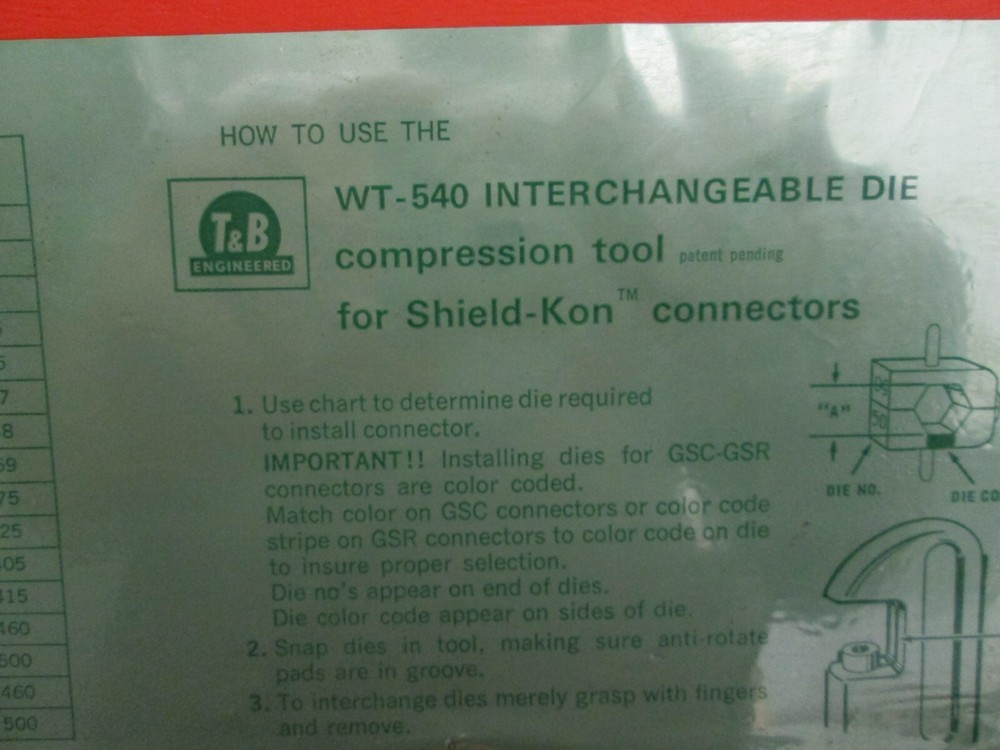 HOW TO USE THE
T&B
ENGINEERED
WT-540 INTERCHANGEABLE DIE
compression tool patent pending
for Shield-Kon™ connectors
1. Use chart to determine die required
to install connector.
IMPORTANT!! Installing dies for GSC-GSR
connectors are color coded.
Match color on GSC connectors or color code
stripe on GSR connectors to color code on die
to insure proper selection.
Die no's appear on end of dies.
Die color code appear on sides of die.
2. Snap dies in tool, making sure anti-rotate
pads are in groove.
3. To interchange dies merely grasp with fingers
and remove.
"A"
DIE NO.
DIE CO
5
7
8
69
75
25
405
415
460
500
460
500